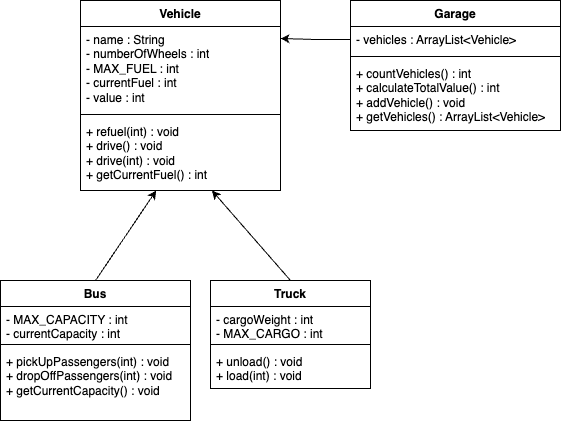 Vehicle
- name : String
- numberOfWheels : int
- MAX_FUEL : int
- currentFuel : int
- value : int
+ refuel(int) : void
+ drive() : void
+ drive(int) : void
+ getCurrentFuel() : int
Garage
- vehicles : ArrayList<Vehicle>
+ countVehicles() : int
+ calculateTotalValue() : int
+ addVehicle() : void
+ getVehicles() : ArrayList<Vehicle>
Bus
- MAX_CAPACITY : int
- currentCapacity : int
+ pickUpPassengers(int) : void
+ dropOffPassengers(int) : void
+ getCurrentCapacity() : void
Truck
- cargoWeight : int
- MAX_CARGO : int
+ unload() : void
+ load(int) : void